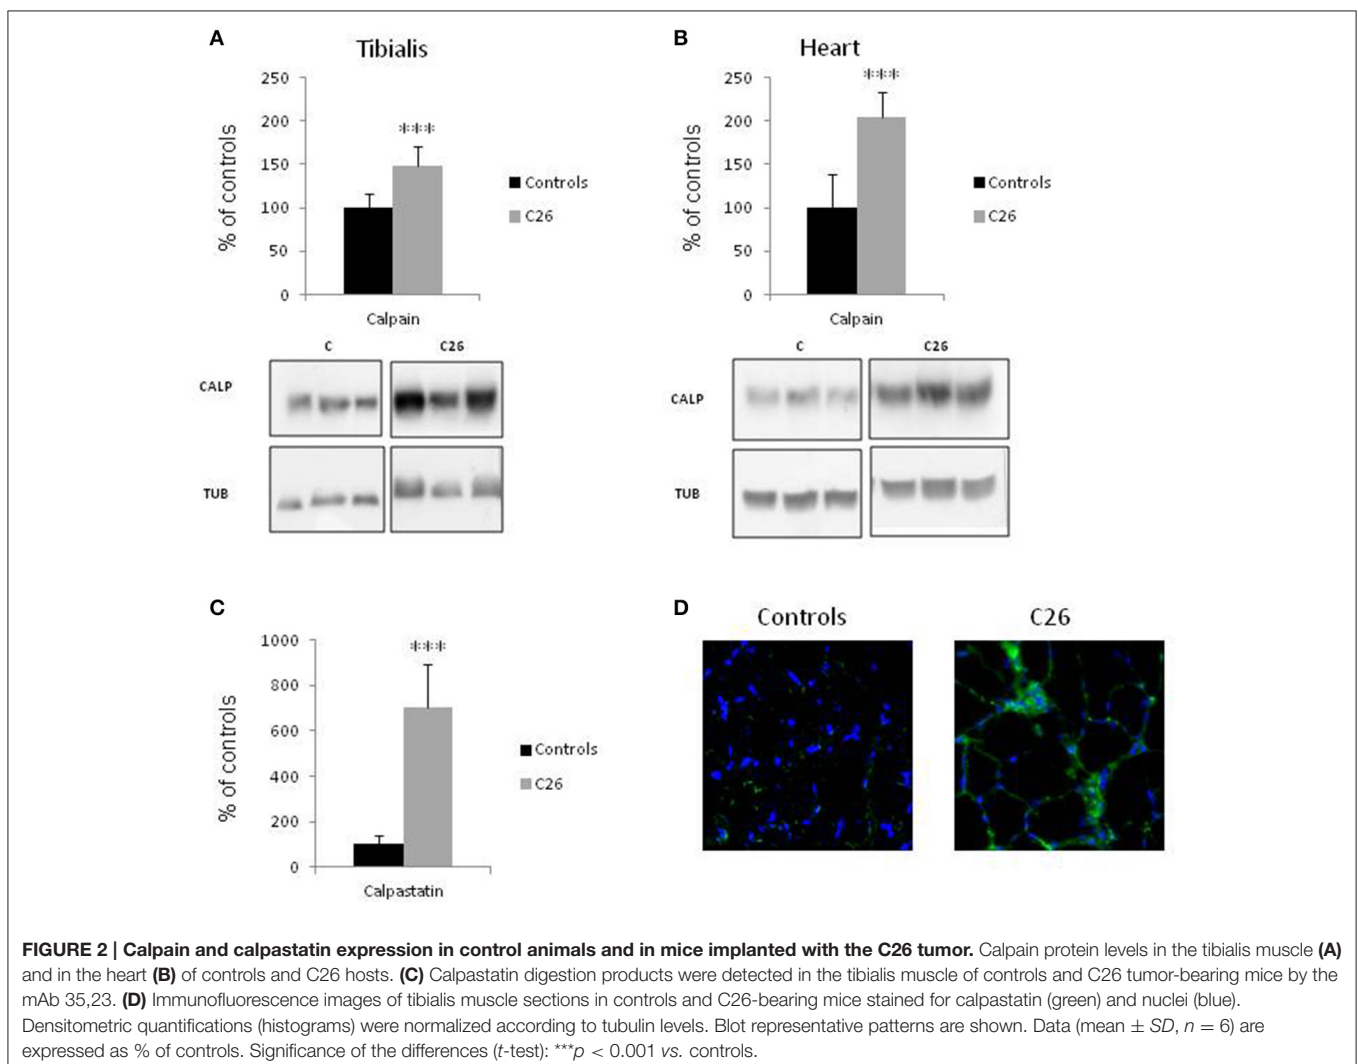 A
Tibialis
250
200
150
100
50
0
% of controls
***
Controls
C26
Calpain
C C26
CALP
TUB
B
Heart
250
200
150
100
50
0
% of controls
***
Controls
C26
Calpain
C C26
CALP
TUB
C
1000
800
600
400
200
0
% of controls
***
Controls
C26
Calpastatin
D
Controls C26
FIGURE 2 | Calpain and calpastatin expression in control animals and in mice implanted with the C26 tumor. Calpain protein levels in the tibialis muscle (A)
and in the heart (B) of controls and C26 hosts. (C) Calpastatin digestion products were detected in the tibialis muscle of controls and C26 tumor-bearing mice by the
mAb 35,23. (D) Immunofluorescence images of tibialis muscle sections in controls and C26-bearing mice stained for calpastatin (green) and nuclei (blue).
Densitometric quantifications (histograms) were normalized according to tubulin levels. Blot representative patterns are shown. Data (mean ± SD, n = 6) are
expressed as % of controls. Significance of the differences (t-test): ***p < 0.001 vs. controls.